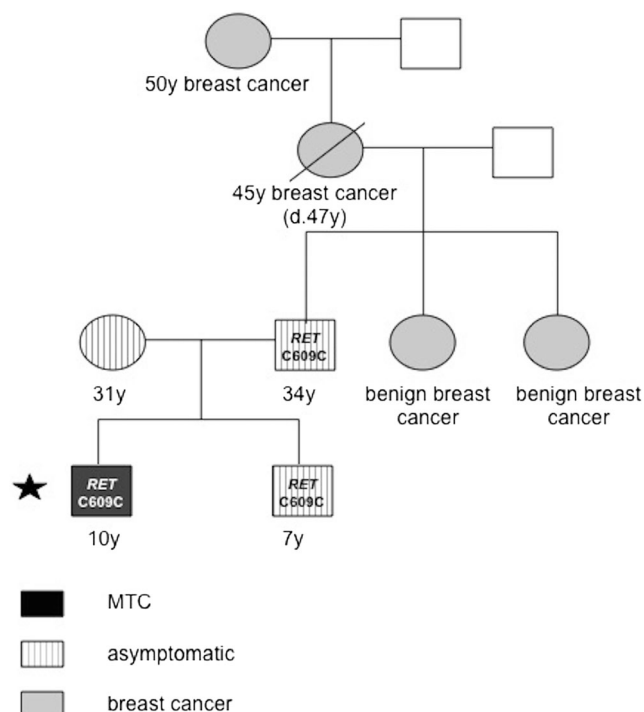 50y breast cancer
45y breast cancer
(d.47y)
RET
C609C
31y
34y
benign breast
cancer
benign breast
cancer
RET
C609C
RET
C609C
10y
7y
MTC
asymptomatic
breast cancer